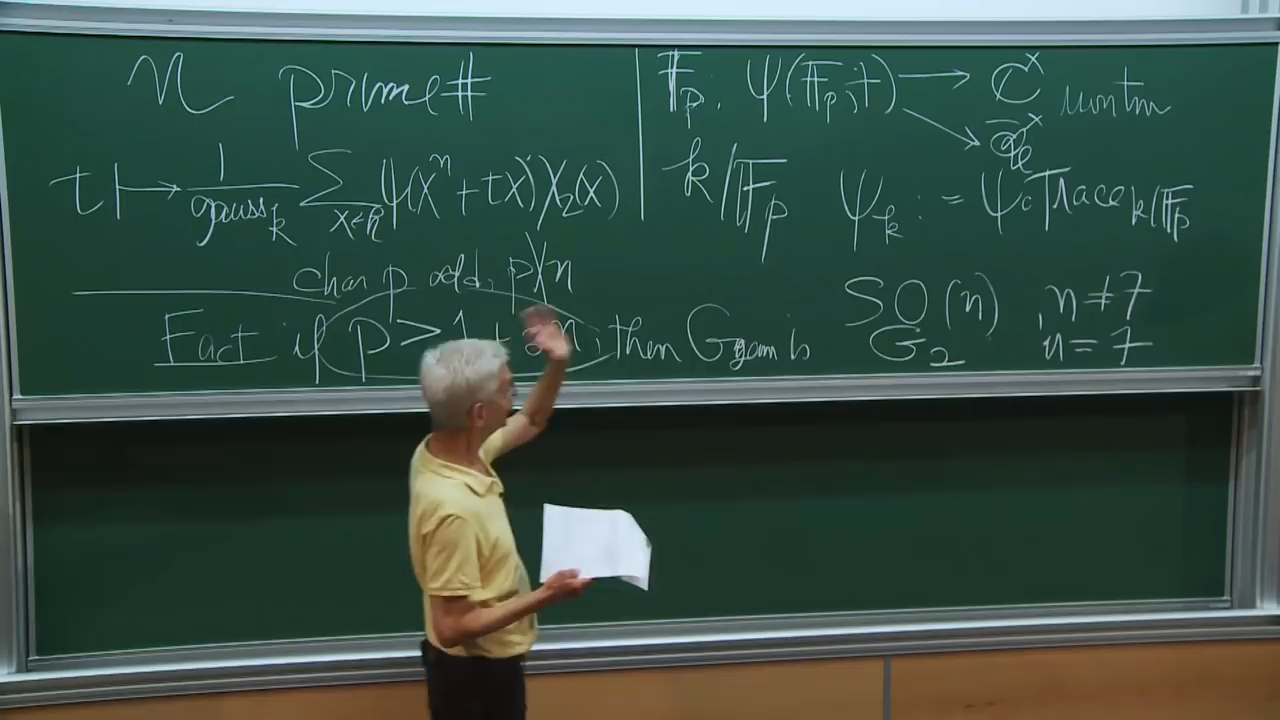 n prime #
t ↦ 1/gauss_k ∑_{x∈k} ψ(x^n + tx) χ_2(x)
char p odd, p∤n
Fact if p > 1 + 2n, then G_geom is SO(n), n ≠ 7
G_2 n = 7
F_p: ψ(F_p, +) → C^×
Q̄_ℓ^×
k/F_p ψ_k := ψ∘Trace_{k/F_p}